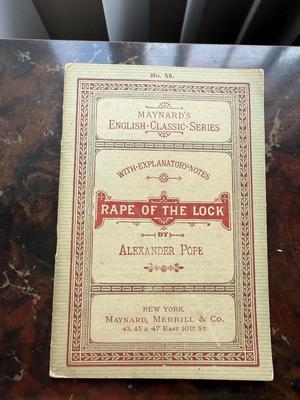 No. 56.
MAYNARD'S
ENGLISH·CLASSIC·SERIES
WITH·EXPLANATORY·NOTES
RAPE OF THE LOCK
(BY)
ALEXANDER POPE
NEW YORK
MAYNARD, MERRILL & CO.
43, 45 & 47 EAST 10TH ST.